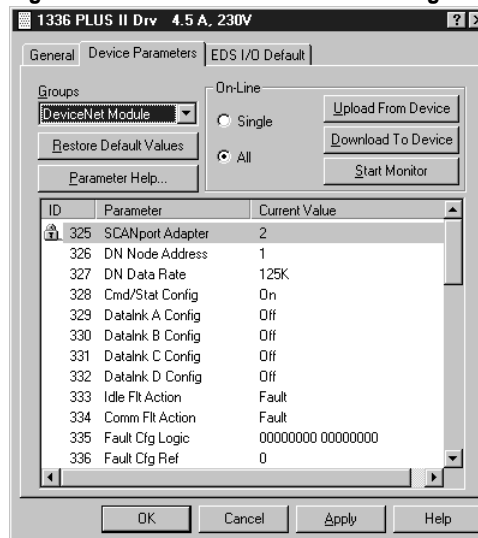 1336 PLUS II Drv 4.5 A, 230V
General Device Parameters EDS I/O Default
Groups
DeviceNet Module
Restore Default Values
Parameter Help...
On-Line
Single
All
Upload From Device
Download To Device
Start Monitor
ID Parameter Current Value
325 SCANport Adapter 2
326 DN Node Address 1
327 DN Data Rate 125K
328 Cmd/Stat Config On
329 Datalnk A Config Off
330 Datalnk B Config Off
331 Datalnk C Config Off
332 Datalnk D Config Off
333 Idle Flt Action Fault
334 Comm Flt Action Fault
335 Fault Cfg Logic 00000000 00000000
336 Fault Cfg Ref 0
OK Cancel Apply Help